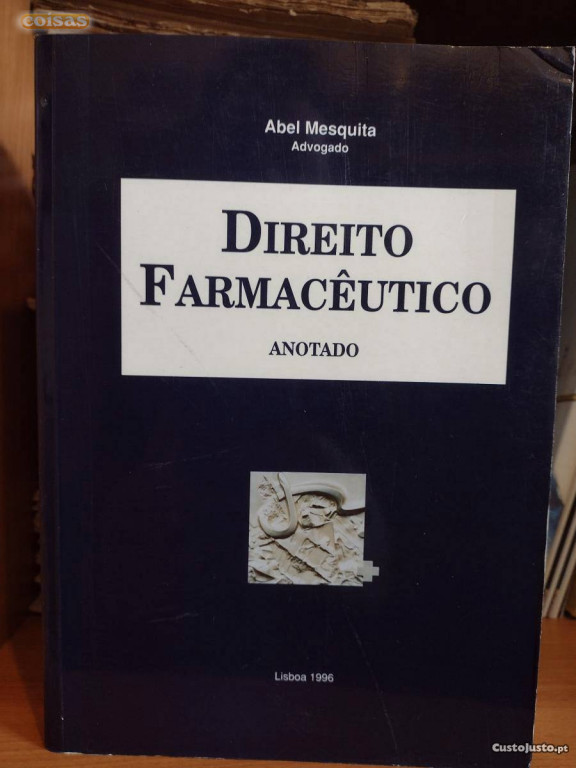 coisas
Abel Mesquita
Advogado
DIREITO
FARMACÊUTICO
ANOTADO
Lisboa 1996
CustoJusto.pt